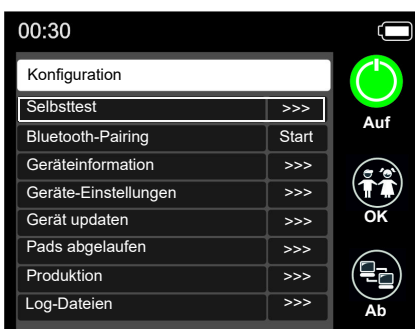 00:30
Konfiguration
Selbsttest >>>
Bluetooth-Pairing Start
Geräteinformation >>>
Geräte-Einstellungen >>>
Gerät updaten >>>
Pads abgelaufen >>>
Produktion >>>
Log-Dateien >>>
Auf
OK
Ab